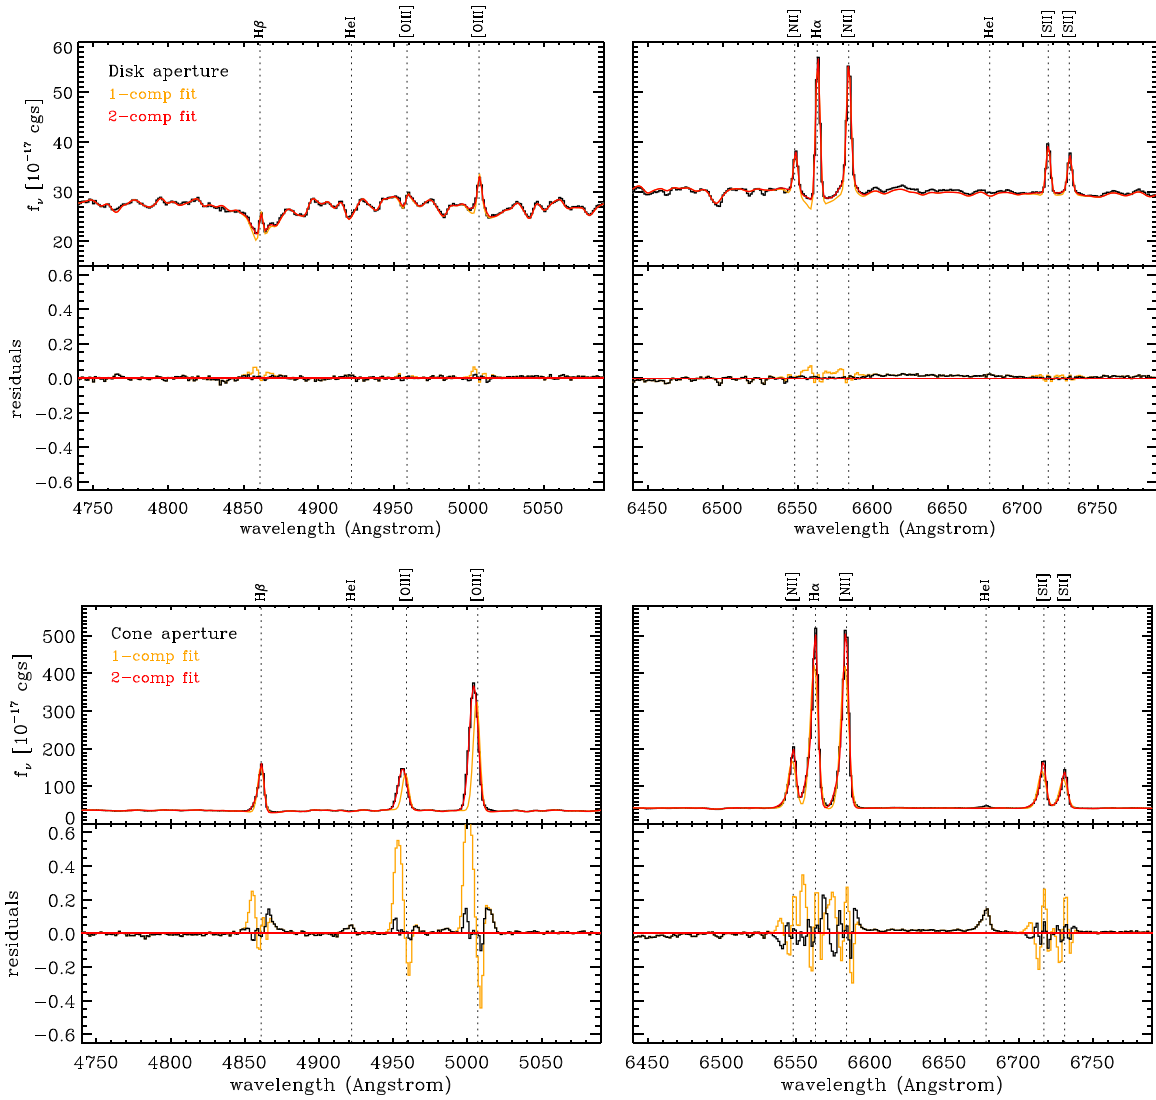 Hβ HeI [OIII] [OIII] [NII] Hα [NII] HeI [SII] [SII]
Disk aperture
1−comp fit
2−comp fit
f_ν [10^−17 cgs]
60
50
40
30
20
residuals
0.6
0.4
0.2
0.0
−0.2
−0.4
−0.6
4750 4800 4850 4900 4950 5000 5050
wavelength (Angstrom)
6450 6500 6550 6600 6650 6700 6750
wavelength (Angstrom)
Hβ HeI [OIII] [OIII] [NII] Hα [NII] HeI [SII] [SII]
Cone aperture
1−comp fit
2−comp fit
f_ν [10^−17 cgs]
500
400
300
200
100
0
residuals
0.6
0.4
0.2
0.0
−0.2
−0.4
−0.6
4750 4800 4850 4900 4950 5000 5050
wavelength (Angstrom)
6450 6500 6550 6600 6650 6700 6750
wavelength (Angstrom)